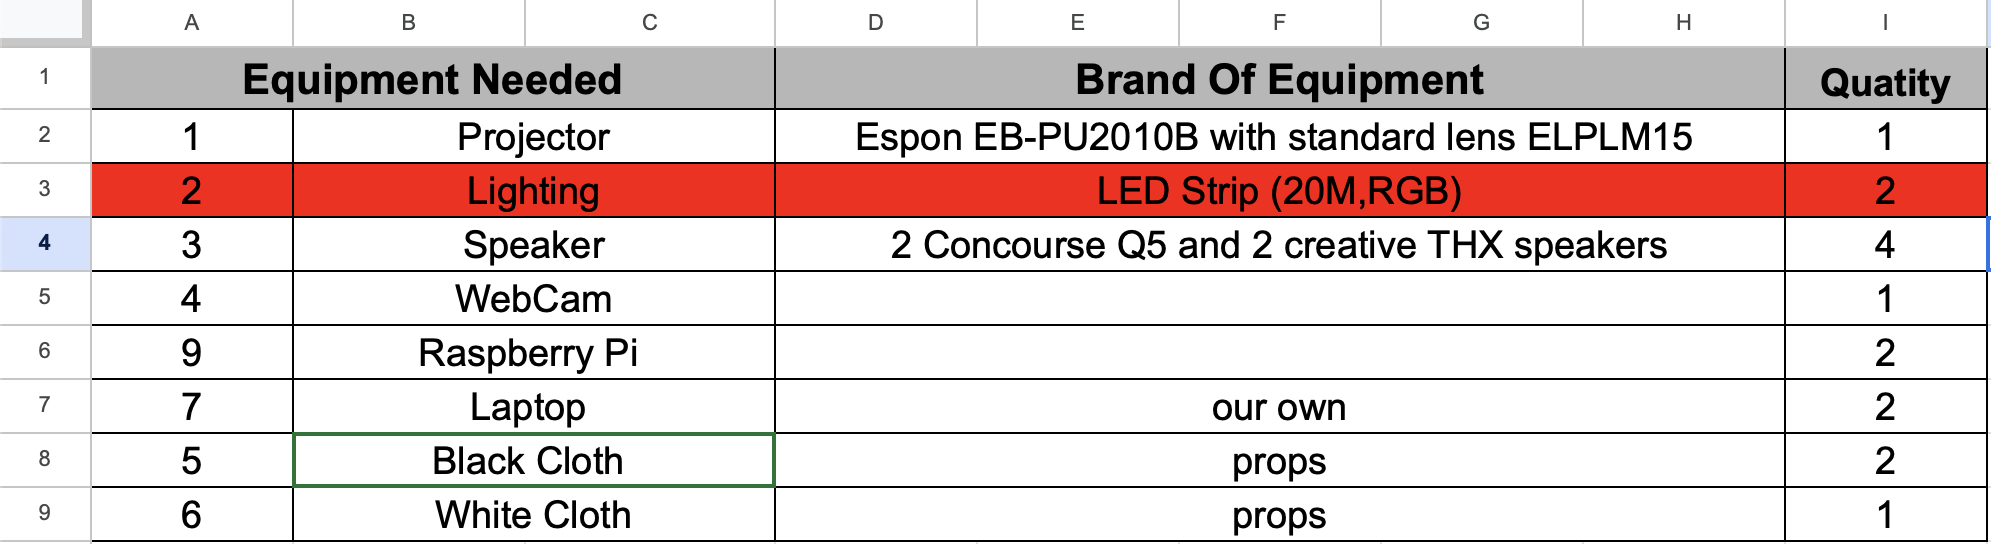 A B C D E F G H I
1 Equipment Needed Brand Of Equipment Quatity
2 1 Projector Espon EB-PU2010B with standard lens ELPLM15 1
3 2 Lighting LED Strip (20M,RGB) 2
4 3 Speaker 2 Concourse Q5 and 2 creative THX speakers 4
5 4 WebCam 1
6 9 Raspberry Pi 2
7 7 Laptop our own 2
8 5 Black Cloth props 2
9 6 White Cloth props 1